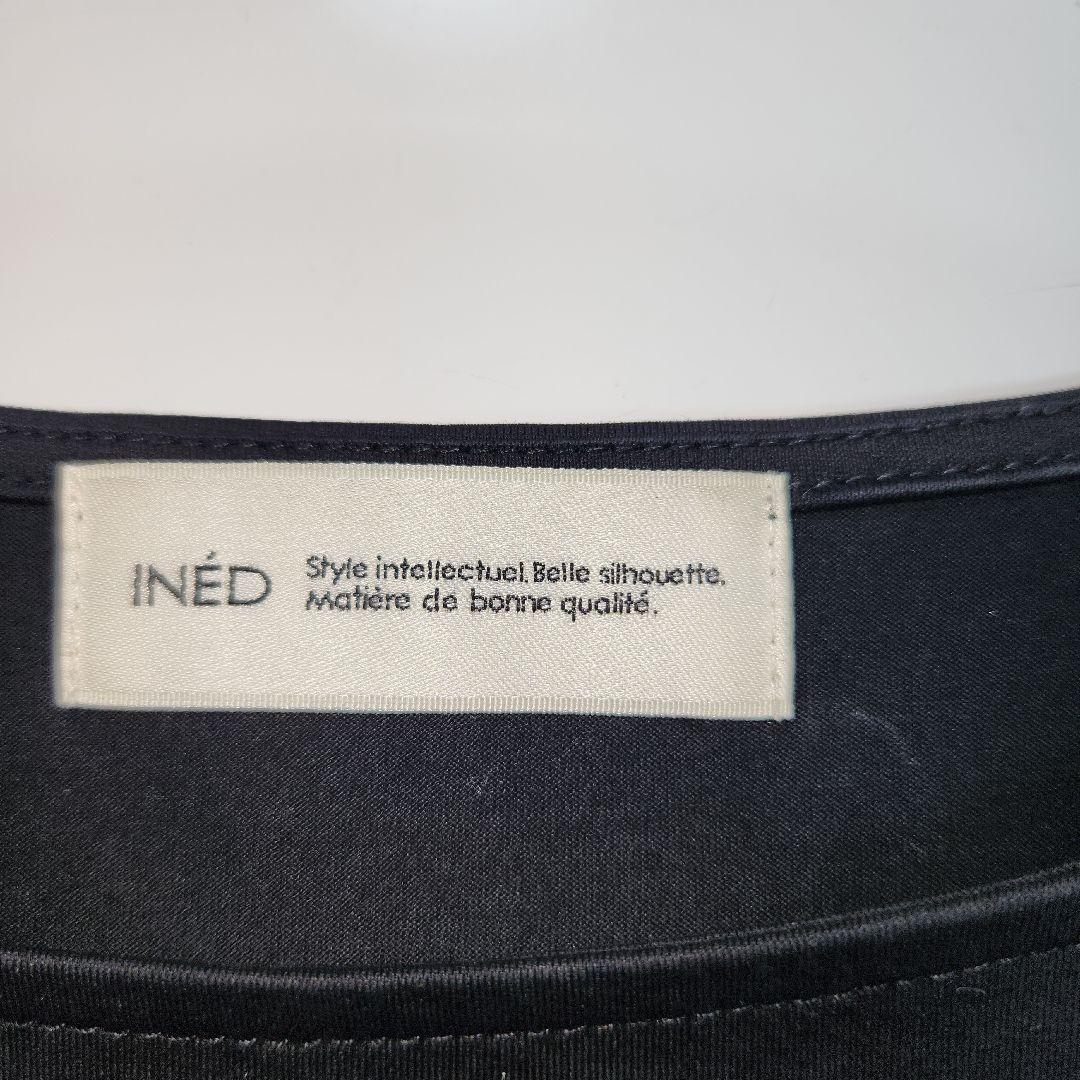 INÉD
Style intellectuel. Belle silhouette.
Matière de bonne qualité.